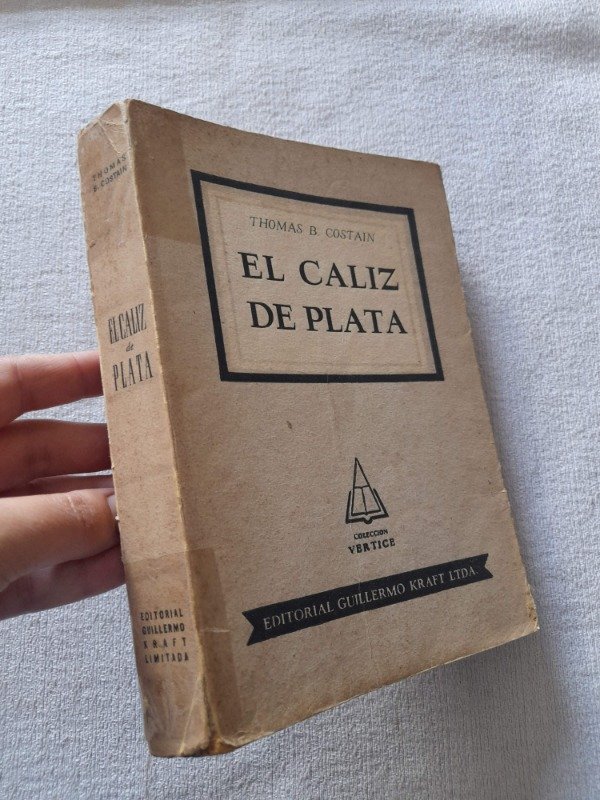 THOMAS
B. COSTAIN
EL CALIZ
de
PLATA
EDITORIAL
GUILLERMO
KRAFT
LIMITADA
THOMAS B. COSTAIN
EL CALIZ
DE PLATA
COLECCION
VERTICE
EDITORIAL GUILLERMO KRAFT LTDA.